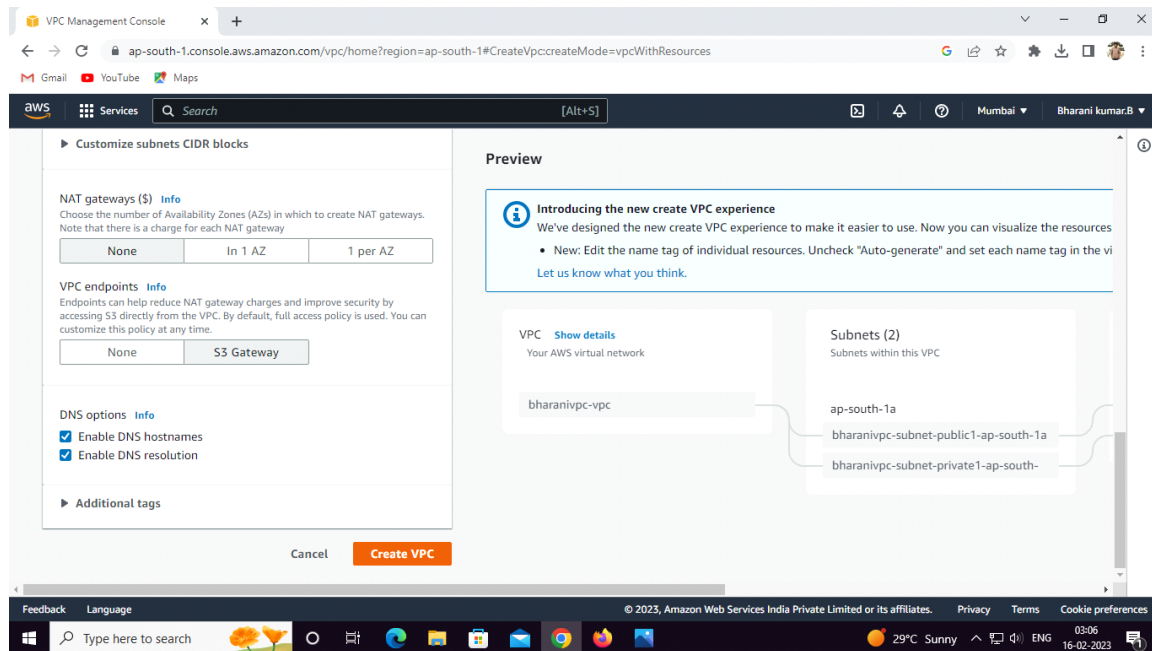 VPC Management Console
ap-south-1.console.aws.amazon.com/vpc/home?region=ap-south-1#CreateVpc:createMode=vpcWithResources
G
Gmail YouTube Maps
aws Services Search [Alt+S] Mumbai Bharani kumar.B
Customize subnets CIDR blocks
NAT gateways ($) Info
Choose the number of Availability Zones (AZs) in which to create NAT gateways.
Note that there is a charge for each NAT gateway
None In 1 AZ 1 per AZ
VPC endpoints Info
Endpoints can help reduce NAT gateway charges and improve security by
accessing S3 directly from the VPC. By default, full access policy is used. You can
customize this policy at any time.
None S3 Gateway
DNS options Info
Enable DNS hostnames
Enable DNS resolution
Additional tags
Cancel Create VPC
Preview
Introducing the new create VPC experience
We've designed the new create VPC experience to make it easier to use. Now you can visualize the resources
• New: Edit the name tag of individual resources. Uncheck "Auto-generate" and set each name tag in the vi
Let us know what you think.
VPC Show details
Your AWS virtual network
bharanivpc-vpc
Subnets (2)
Subnets within this VPC
ap-south-1a
bharanivpc-subnet-public1-ap-south-1a
bharanivpc-subnet-private1-ap-south-
Feedback Language © 2023, Amazon Web Services India Private Limited or its affiliates. Privacy Terms Cookie preferences
Type here to search 29°C Sunny ENG 03:06
16-02-2023
1